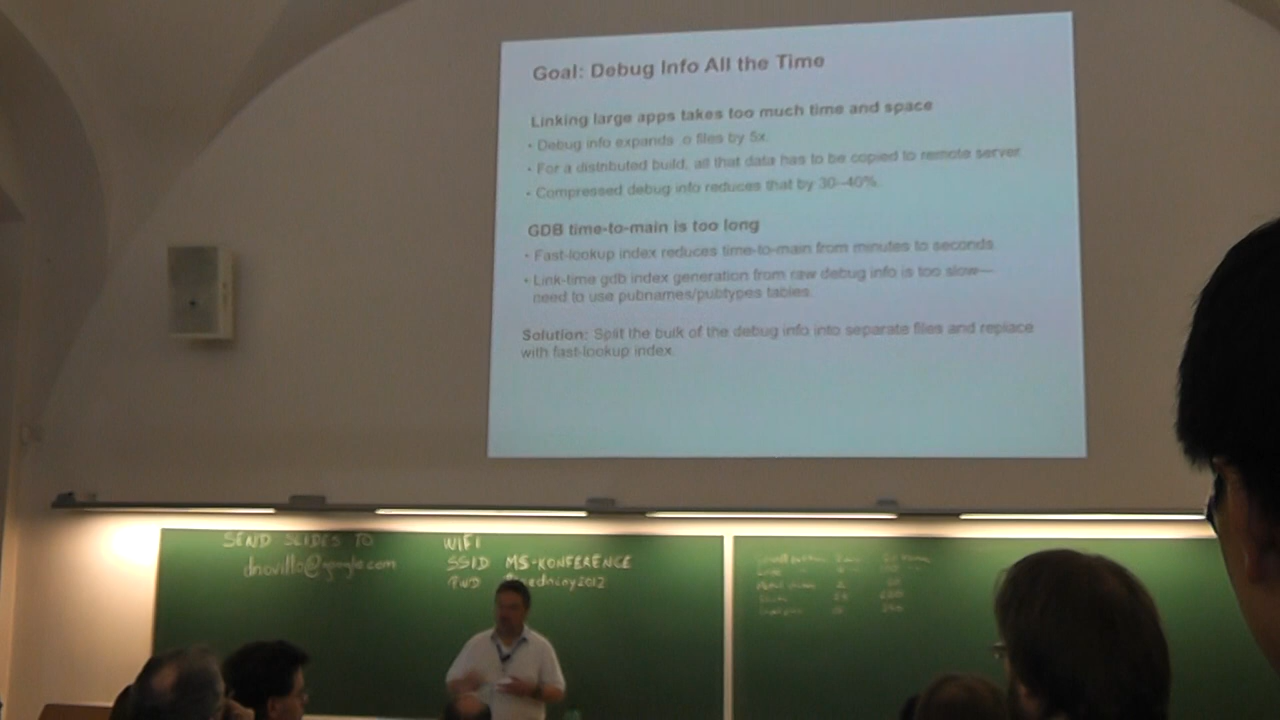 Goal: Debug Info All the Time
Linking large apps takes too much time and space
• Debug info expands .o files by 5x.
• For a distributed build, all that data has to be copied to remote server.
• Compressed debug info reduces that by 30–40%.
GDB time-to-main is too long
• Fast-lookup index reduces time-to-main from minutes to seconds.
• Link-time gdb index generation from raw debug info is too slow—
need to use pubnames/pubtypes tables.
Solution: Split the bulk of the debug info into separate files and replace
with fast-lookup index.
SEND SLIDES TO
dnovillo@google.com
WIFI
SSID MS-KONFERENCE
PWD